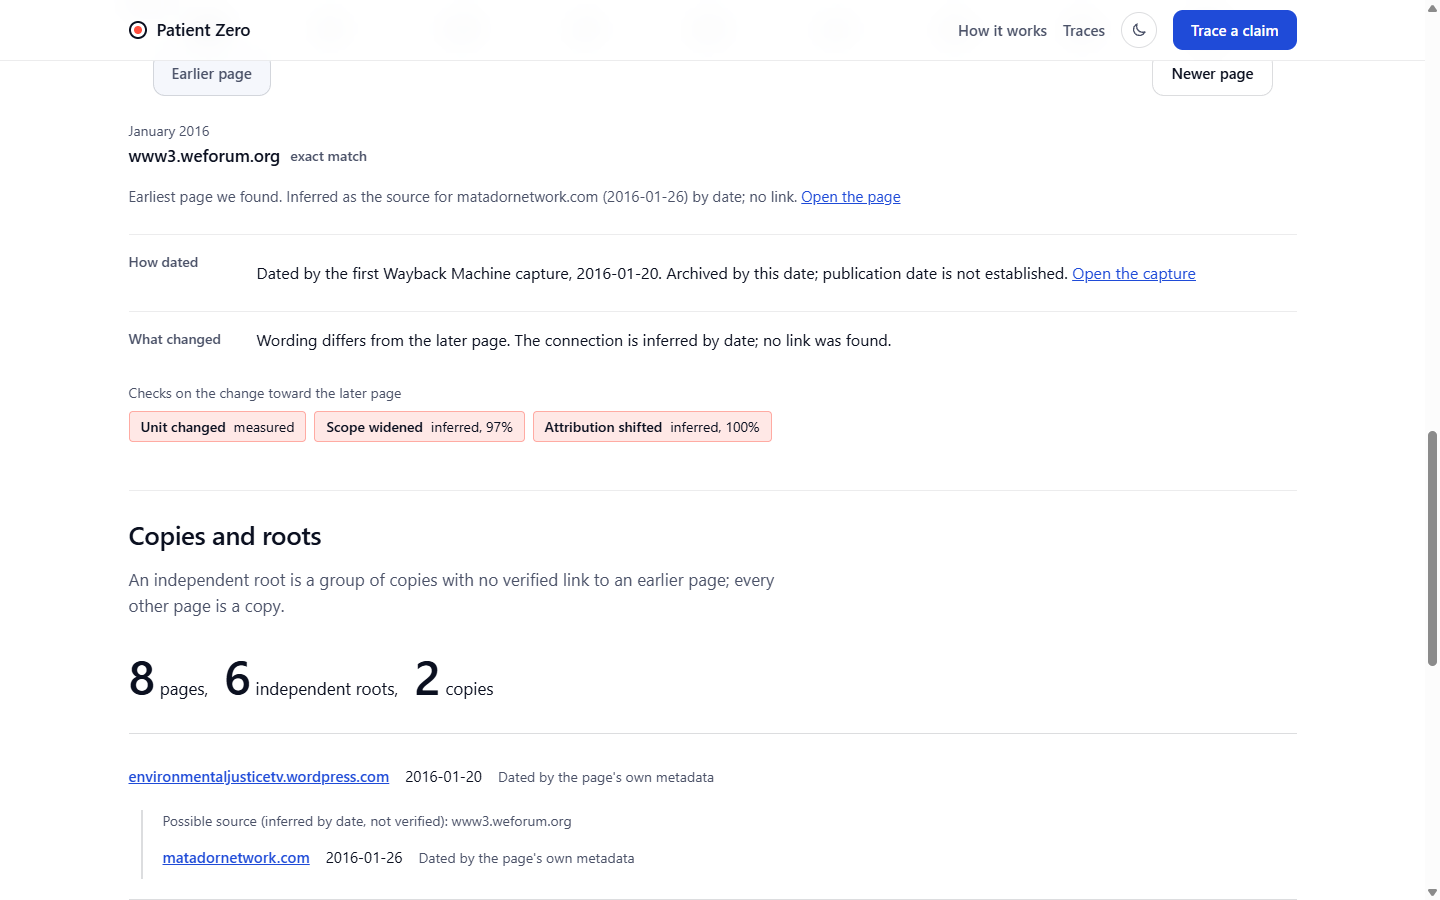 Patient Zero
How it works
Traces
Trace a claim
Earlier page
Newer page
January 2016
www3.weforum.org exact match
Earliest page we found. Inferred as the source for matadornetwork.com (2016-01-26) by date; no link. Open the page
How dated
Dated by the first Wayback Machine capture, 2016-01-20. Archived by this date; publication date is not established. Open the capture
What changed
Wording differs from the later page. The connection is inferred by date; no link was found.
Checks on the change toward the later page
Unit changed measured
Scope widened inferred, 97%
Attribution shifted inferred, 100%
Copies and roots
An independent root is a group of copies with no verified link to an earlier page; every
other page is a copy.
8 pages, 6 independent roots, 2 copies
environmentaljusticetv.wordpress.com 2016-01-20 Dated by the page's own metadata
Possible source (inferred by date, not verified): www3.weforum.org
matadornetwork.com 2016-01-26 Dated by the page's own metadata